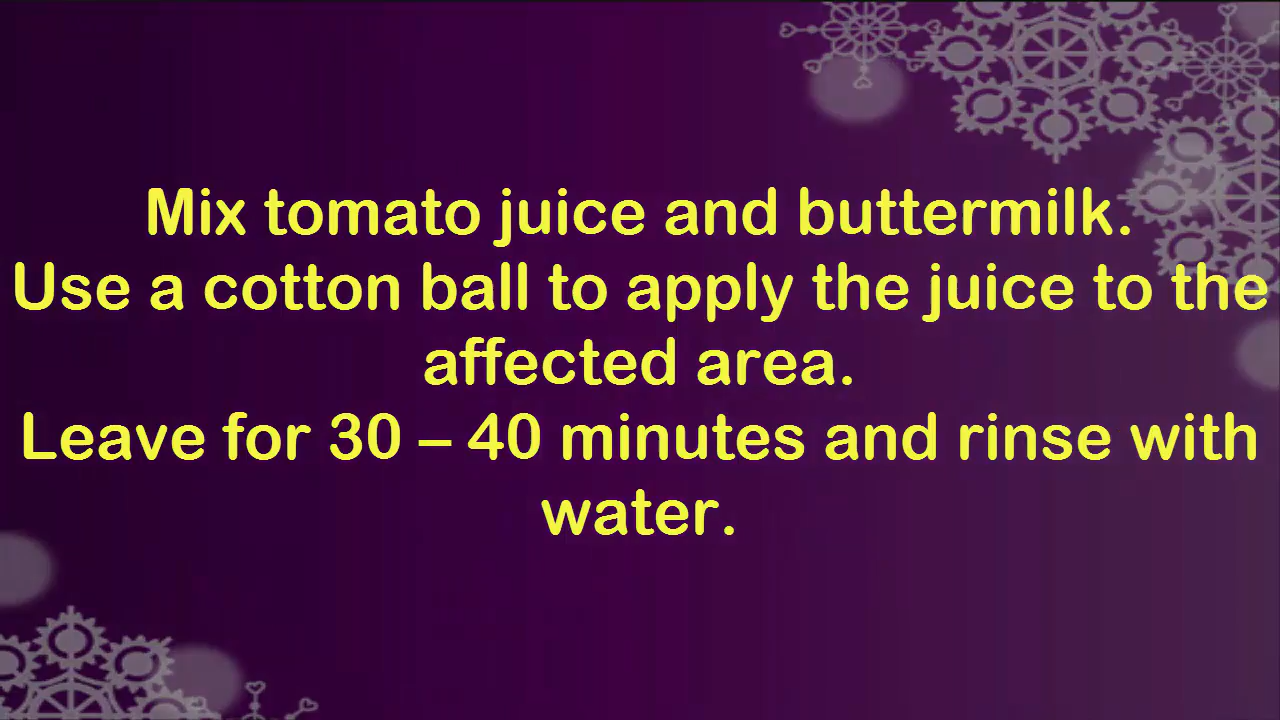 Mix tomato juice and buttermilk.
Use a cotton ball to apply the juice to the
affected area.
Leave for 30 – 40 minutes and rinse with
water.